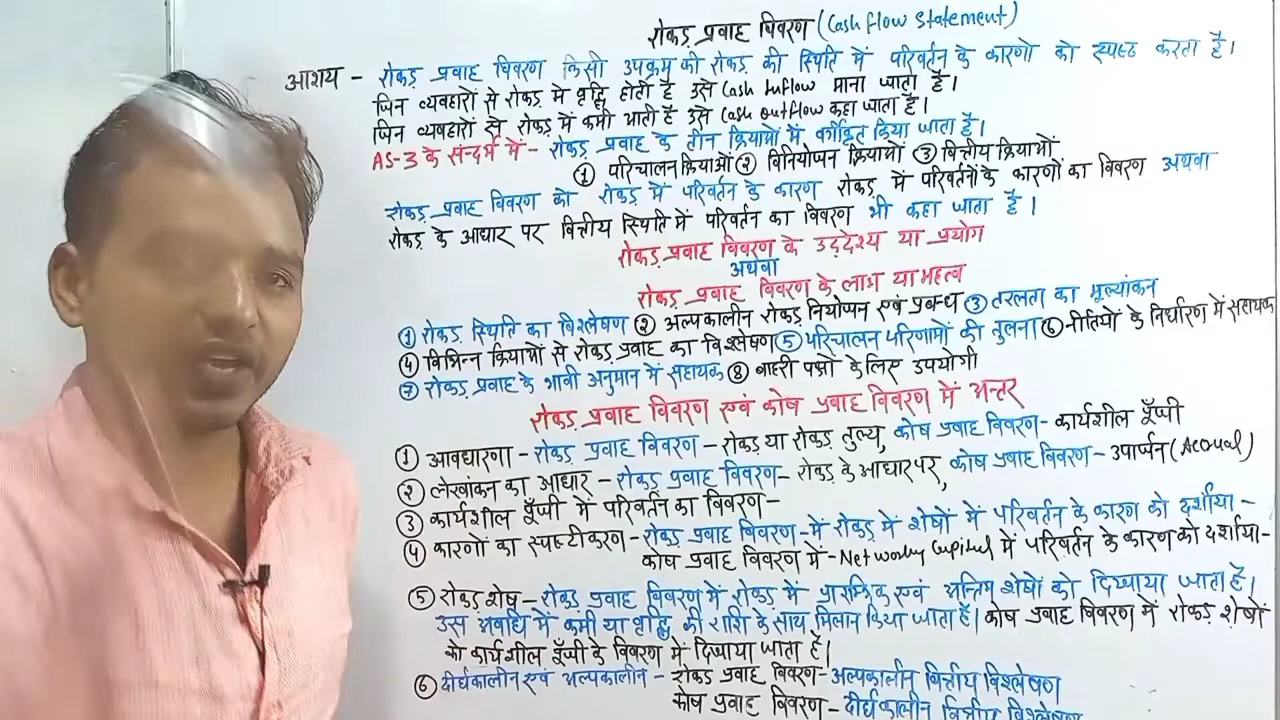 रोकड़ प्रवाह विवरण (Cash flow Statement)
आशय - रोकड़ प्रवाह विवरण किसी उपक्रम की रोकड़ की स्थिति में परिवर्तन के कारणो को स्पष्ट करता है।
जिन व्यवहारों से रोकड़ में वृद्धि होती है उसे Cash Inflow माना जाता है।
जिन व्यवहारों से रोकड़ में कमी आती है उसे Cash outflow कहा जाता है।
AS-3 के संदर्भ में - रोकड़ प्रवाह के तीन क्रियाओं में वर्गीकृत किया जाता है।
① परिचालन क्रियाओं ② विनियोजन क्रियाओं ③ वित्तीय क्रियाओं
रोकड़ प्रवाह विवरण को रोकड़ में परिवर्तन के कारण रोकड़ में परिवर्तनों के कारणों का विवरण अथवा
रोकड़ के आधार पर वित्तीय स्थिति में परिवर्तन का विवरण भी कहा जाता है।
रोकड़ प्रवाह विवरण के उद्देश्य या प्रयोग
अथवा
रोकड़ प्रवाह विवरण के लाभ या महत्व
① रोकड़ स्थिति का विश्लेषण ② अल्पकालीन रोकड़ नियोजन एवं प्रबन्ध ③ तरलता का मूल्यांकन
④ विभिन्न क्रियाओं से रोकड़ प्रवाह का विश्लेषण ⑤ परिचालन परिणामों की तुलना ⑥ नीतियों के निर्धारण में सहायक
⑦ रोकड़ प्रवाह के भावी अनुमान में सहायक ⑧ बाहरी पक्षों के लिए उपयोगी
रोकड़ प्रवाह विवरण एवं कोष प्रवाह विवरण में अन्तर
① अवधारणा - रोकड़ प्रवाह विवरण - रोकड़ या रोकड़ तुल्य, कोष प्रवाह विवरण - कार्यशील पूँजी
② लेखांकन का आधार - रोकड़ प्रवाह विवरण - रोकड़ के आधार पर, कोष प्रवाह विवरण - उपार्जन (Accrual)
③ कार्यशील पूँजी में परिवर्तन का विवरण -
④ कारणों का स्पष्टीकरण - रोकड़ प्रवाह विवरण - में रोकड़ में शेषों में परिवर्तन के कारण को दर्शाया -
कोष प्रवाह विवरण में - Net working Capital में परिवर्तन के कारण को दर्शाया -
⑤ रोकड़ शेष - रोकड़ प्रवाह विवरण में रोकड़ में प्रारम्भिक एवं अन्तिम शेषों को दिखाया जाता है।
उस अवधि में कमी या वृद्धि की राशि के साथ मिलान किया जाता है। कोष प्रवाह विवरण में रोकड़ शेषों
को कार्यशील पूँजी के विवरण में दिखाया जाता है।
⑥ दीर्घकालीन एवं अल्पकालीन - रोकड़ प्रवाह विवरण - अल्पकालीन वित्तीय विश्लेषण
कोष प्रवाह विवरण - दीर्घकालीन वित्तीय विश्लेषण